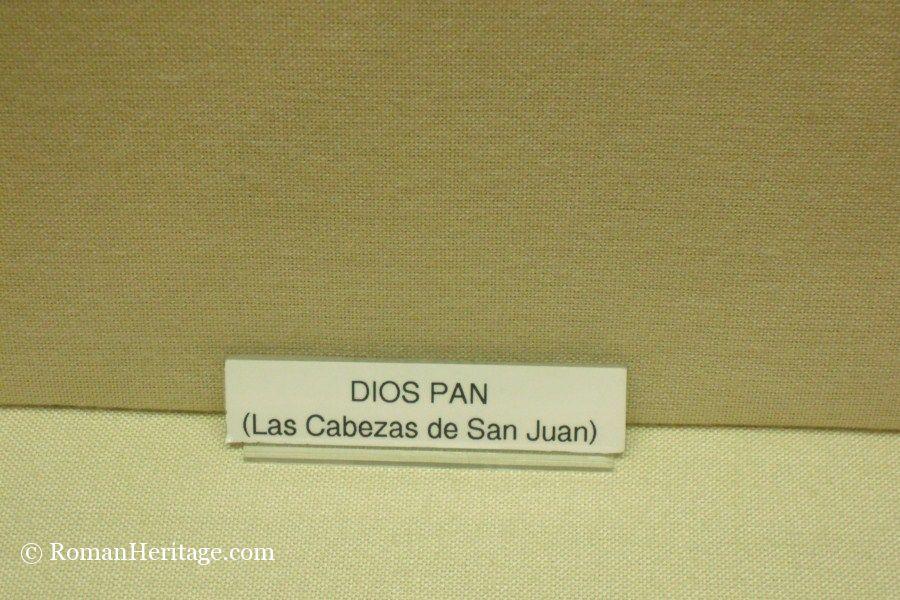 DIOS PAN
(Las Cabezas de San Juan)
© RomanHeritage.com